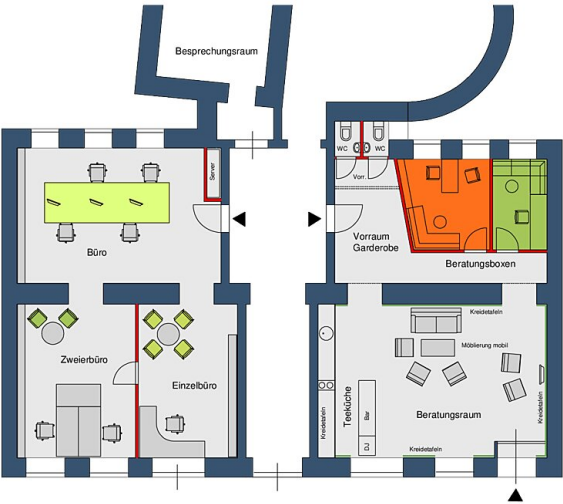 Besprechungsraum
Server
WC
WC
Vorr.
Büro
Vorraum
Garderobe
Beratungsboxen
Zweierbüro
Einzelbüro
Kreidetafeln
Möblierung mobil
Kreidetafeln
Teeküche
Bar
DJ
Beratungsraum
Kreidetafeln
Kreidetafeln